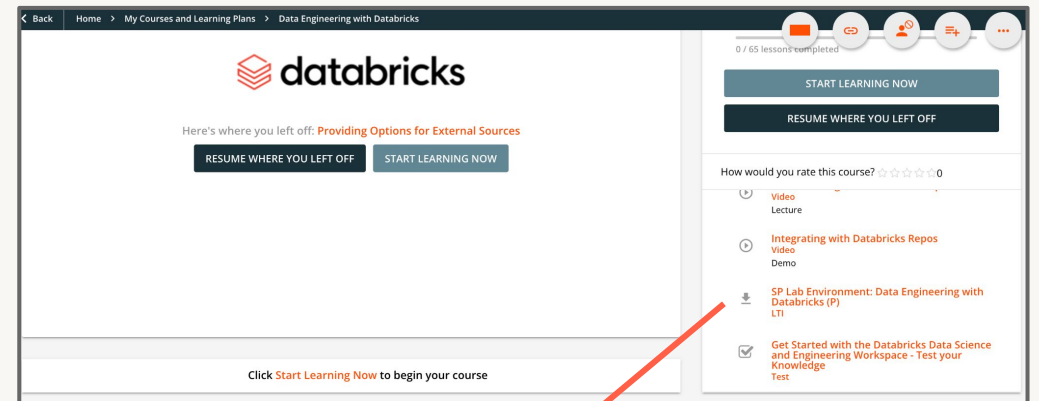 Back Home > My Courses and Learning Plans > Data Engineering with Databricks
databricks
Here's where you left off: Providing Options for External Sources
RESUME WHERE YOU LEFT OFF START LEARNING NOW
Click Start Learning Now to begin your course
0 / 65 lessons completed
START LEARNING NOW
RESUME WHERE YOU LEFT OFF
How would you rate this course? 0
Video
Lecture
Integrating with Databricks Repos
Video
Demo
SP Lab Environment: Data Engineering with
Databricks (P)
LTI
Get Started with the Databricks Data Science
and Engineering Workspace - Test your
Knowledge
Test